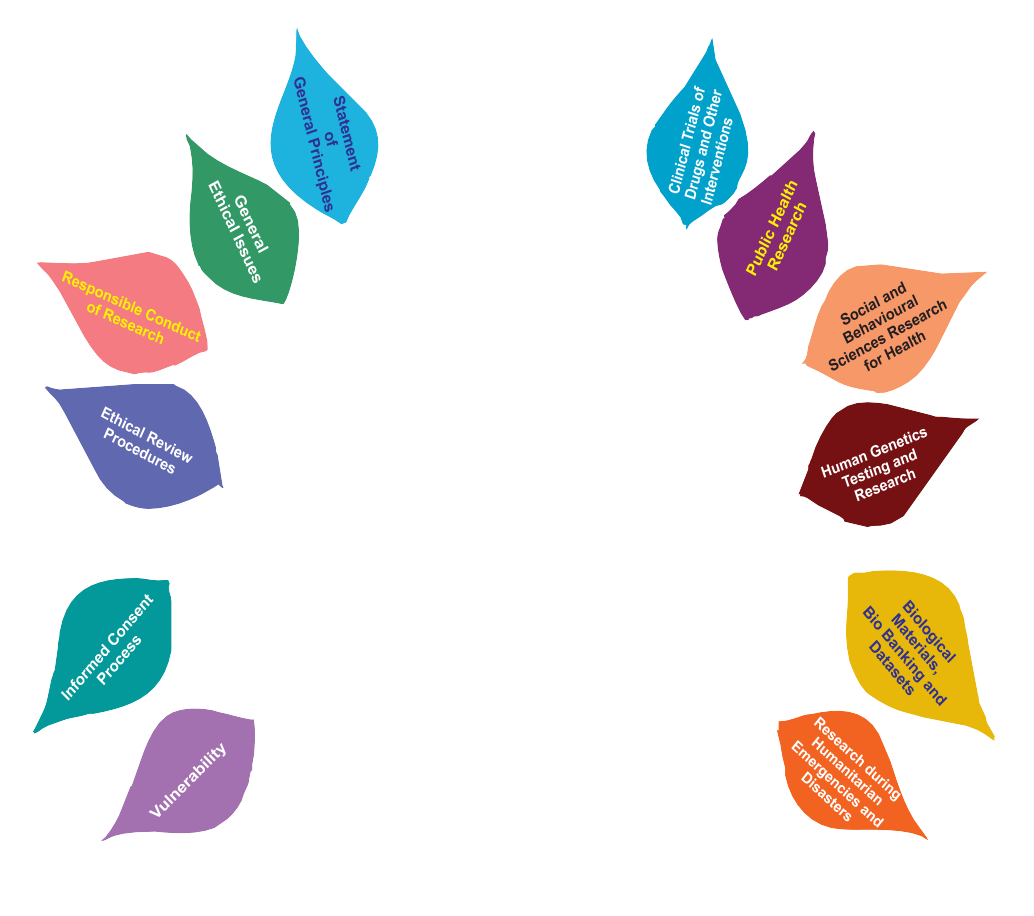 Statement
of
General Principles
General
Ethical Issues
Responsible Conduct
of Research
Ethical Review
Procedures
Informed Consent
Process
Vulnerability
Clinical Trials of
Drugs and Other
Interventions
Public Health
Research
Social and
Behavioural
Sciences Research
for Health
Human Genetics
Testing and
Research
Biological
Materials,
Bio Banking and
Datasets
Research during
Humanitarian
Emergencies and
Disasters